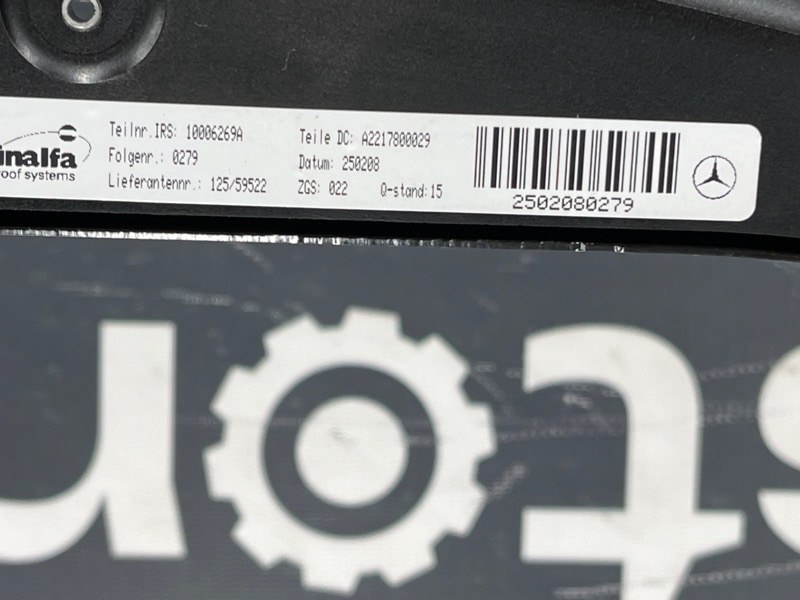 inalfa
roof systems
Teilnr.IRS: 10006269A
Folgenr.: 0279
Lieferantennr.: 125/59522
Teile DC: A2217800029
Datum: 250208
ZGS: 022 Q-stand:15
2502080279